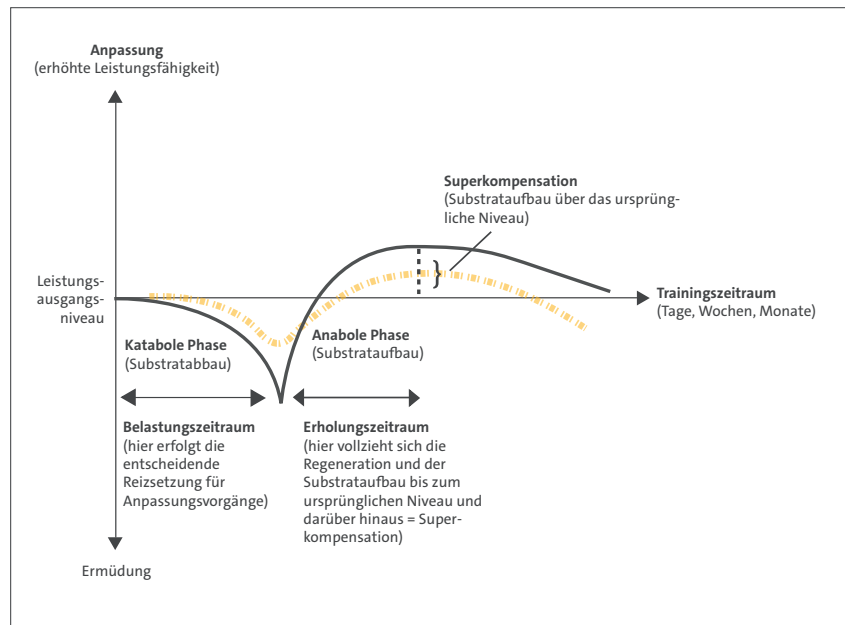 Anpassung
(erhöhte Leistungsfähigkeit)
Superkompensation
(Substrataufbau über das ursprüng-
liche Niveau)
Leistungs-
ausgangs-
niveau
Trainingszeitraum
(Tage, Wochen, Monate)
Katabole Phase
(Substratabbau)
Anabole Phase
(Substrataufbau)
Belastungszeitraum
(hier erfolgt die
entscheidende
Reizsetzung für
Anpassungsvorgänge)
Erholungszeitraum
(hier vollzieht sich die
Regeneration und der
Substrataufbau bis zum
ursprünglichen Niveau und
darüber hinaus = Super-
kompensation)
Ermüdung